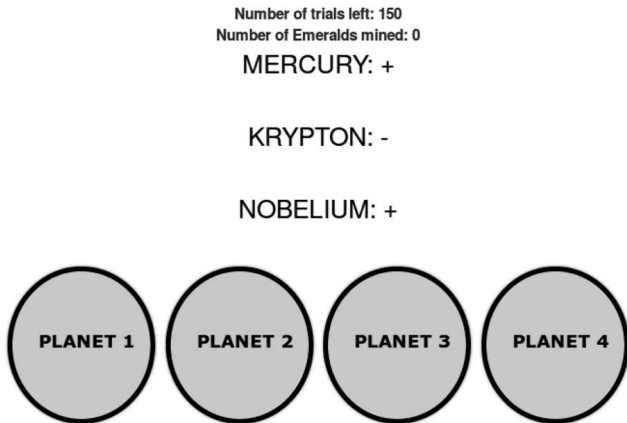 Number of trials left: 150
Number of Emeralds mined: 0
MERCURY: +
KRYPTON: -
NOBELIUM: +
PLANET 1 PLANET 2 PLANET 3 PLANET 4